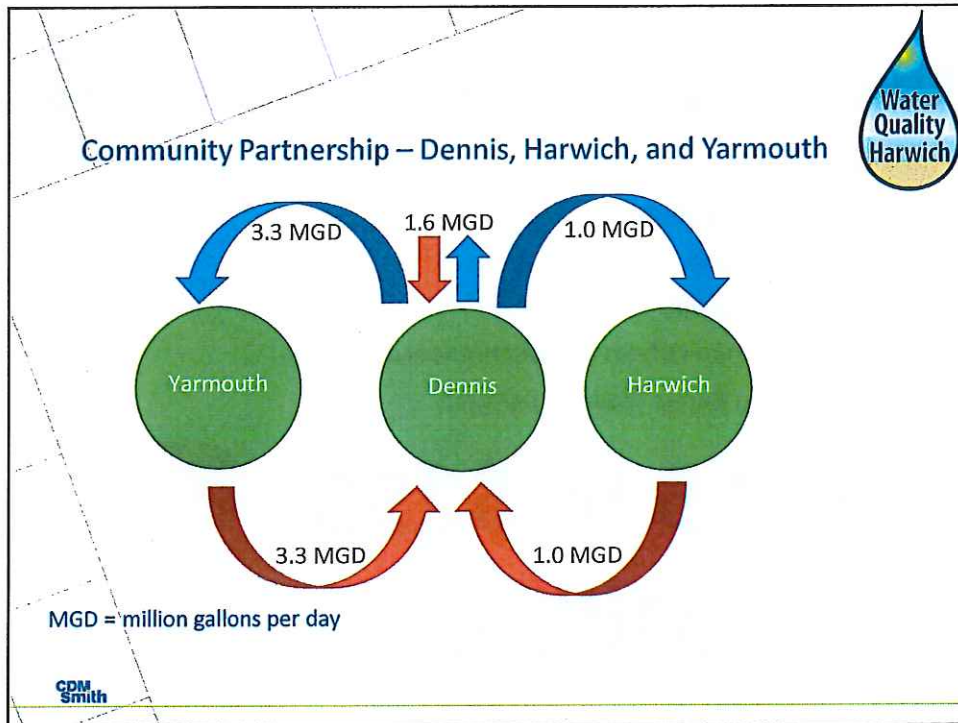 Water
Quality
Harwich
Community Partnership – Dennis, Harwich, and Yarmouth
3.3 MGD
1.6 MGD
1.0 MGD
Yarmouth
Dennis
Harwich
3.3 MGD
1.0 MGD
MGD = million gallons per day
CDM
Smith